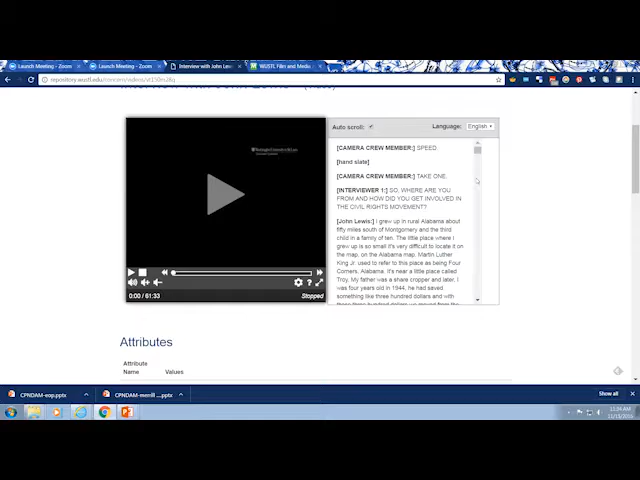 Launch Meeting - Zoom
Launch Meeting - Zoom
Interview with John Lewis
WUSTL Film and Media
Auto scroll:
Language: English
[CAMERA CREW MEMBER:] SPEED
[hand slate]
[CAMERA CREW MEMBER:] TAKE ONE.
[INTERVIEWER 1:] SO, WHERE ARE YOU
FROM AND HOW DID YOU GET INVOLVED IN
THE CIVIL RIGHTS MOVEMENT?
[John Lewis:] I grew up in rural Alabama about
fifty miles south of Montgomery and the third
child in a family of ten. The little place where I
grew up is so small it's very difficult to locate it on
the map, on the Alabama map. Martin Luther
King Jr. used to refer to this place as being Four
Corners, Alabama. It's near a little place called
Troy. My father was a share cropper and later, I
was four years old in 1944, he had saved
something like three hundred dollars and with
0:00 / 61:33
Stopped
Attributes
Attribute
Name
Values
CPNDAM-eop.pptx
CPNDAM-merrill ....pptx
Show all